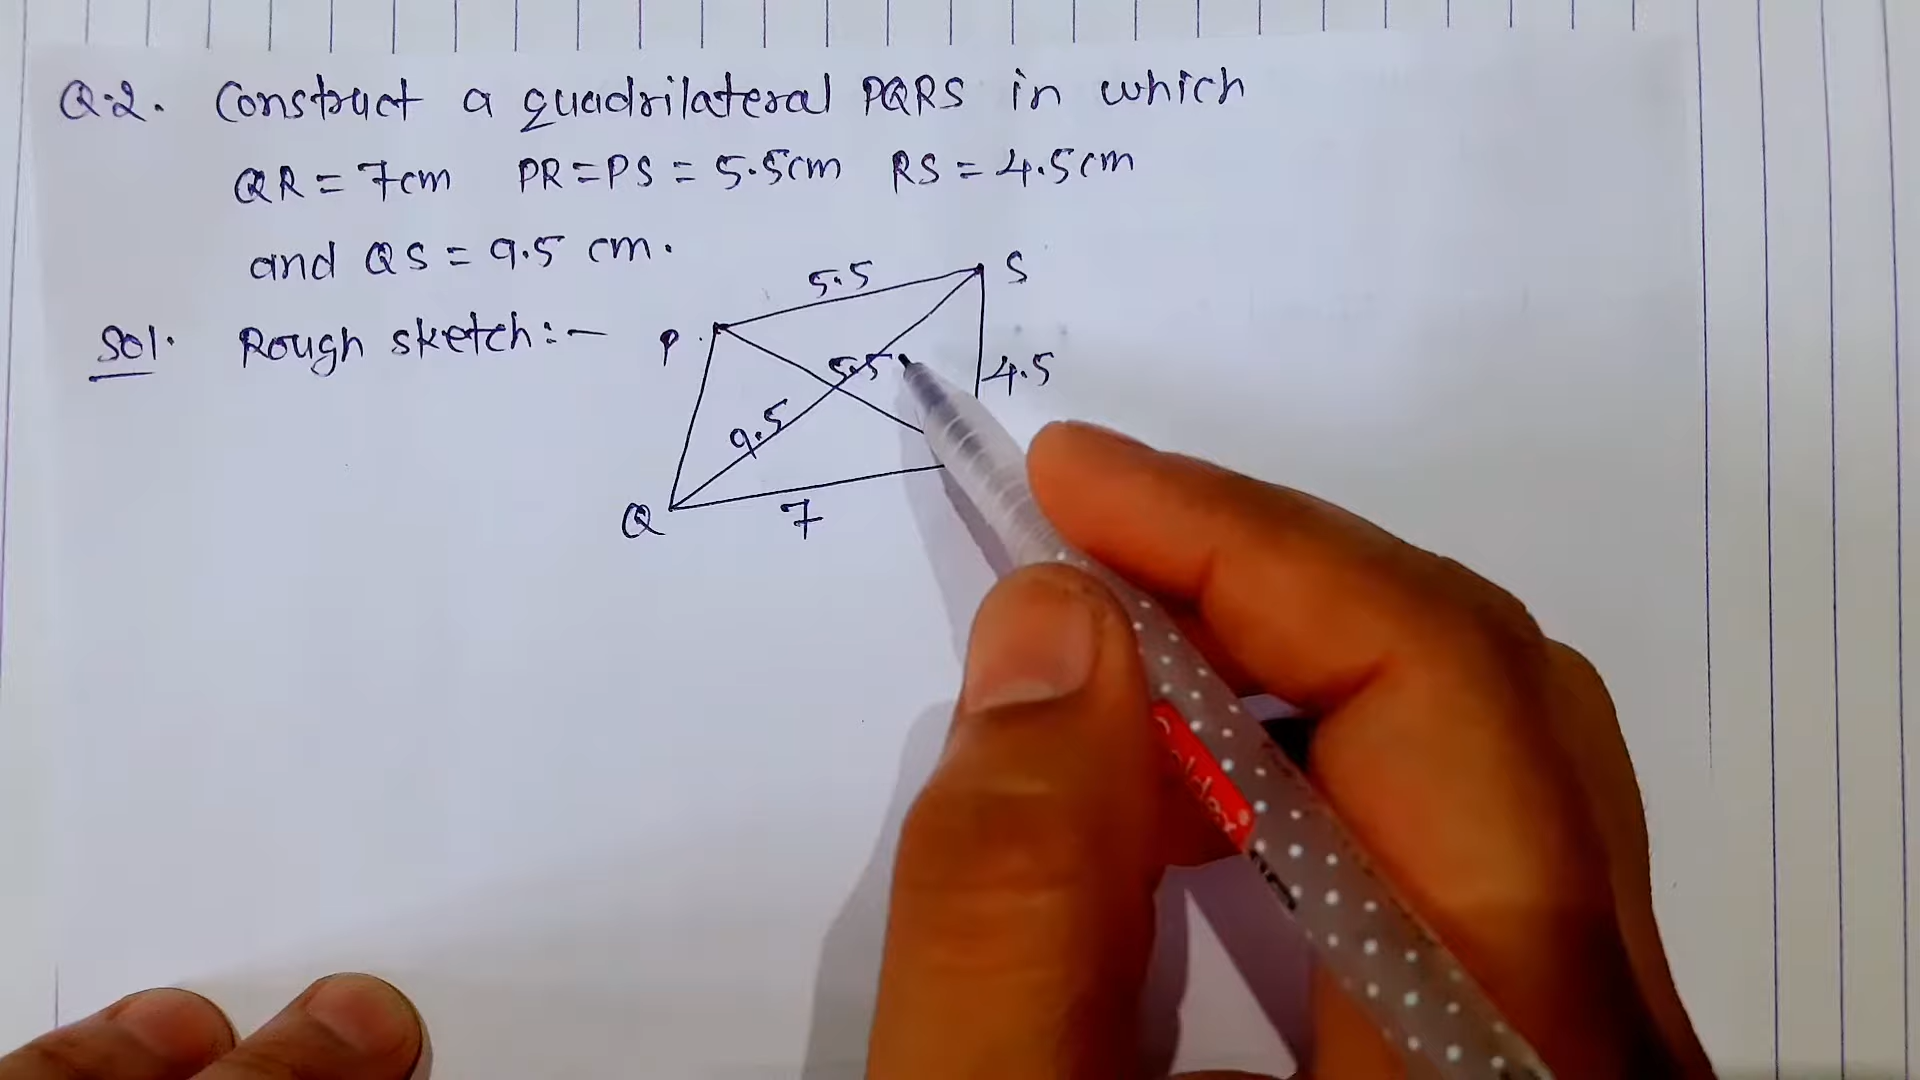 Q.2. Construct a quadrilateral PQRS in which
QR = 7cm PR=PS = 5.5cm RS = 4.5cm
and QS = 9.5 cm.
Sol. Rough sketch:-
5.5 S
P
5.5 4.5
9.5
Q 7